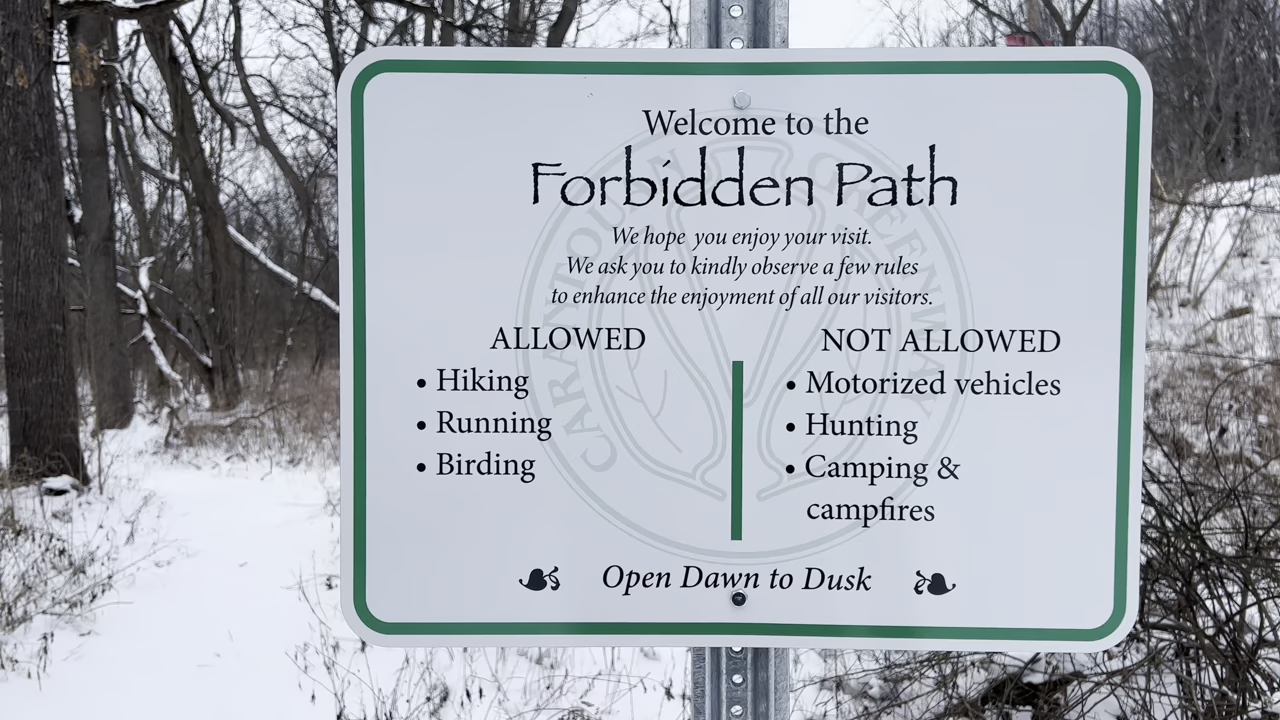 Welcome to the
Forbidden Path
We hope you enjoy your visit.
We ask you to kindly observe a few rules
to enhance the enjoyment of all our visitors.
ALLOWED
• Hiking
• Running
• Birding
NOT ALLOWED
• Motorized vehicles
• Hunting
• Camping &
campfires
Open Dawn to Dusk